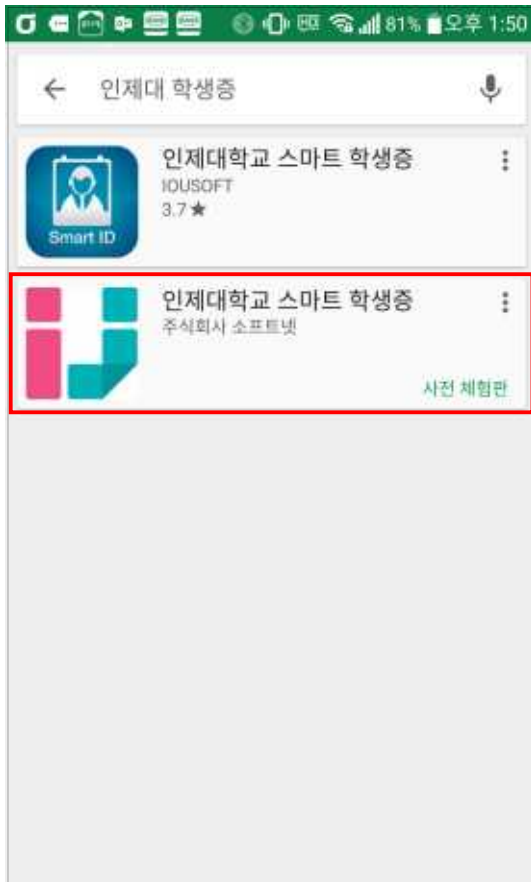 81% 오후 1:50
인제대 학생증
인제대학교 스마트 학생증
IOUSOFT
3.7★
Smart ID
인제대학교 스마트 학생증
주식회사 소프트넷
사전 체험판